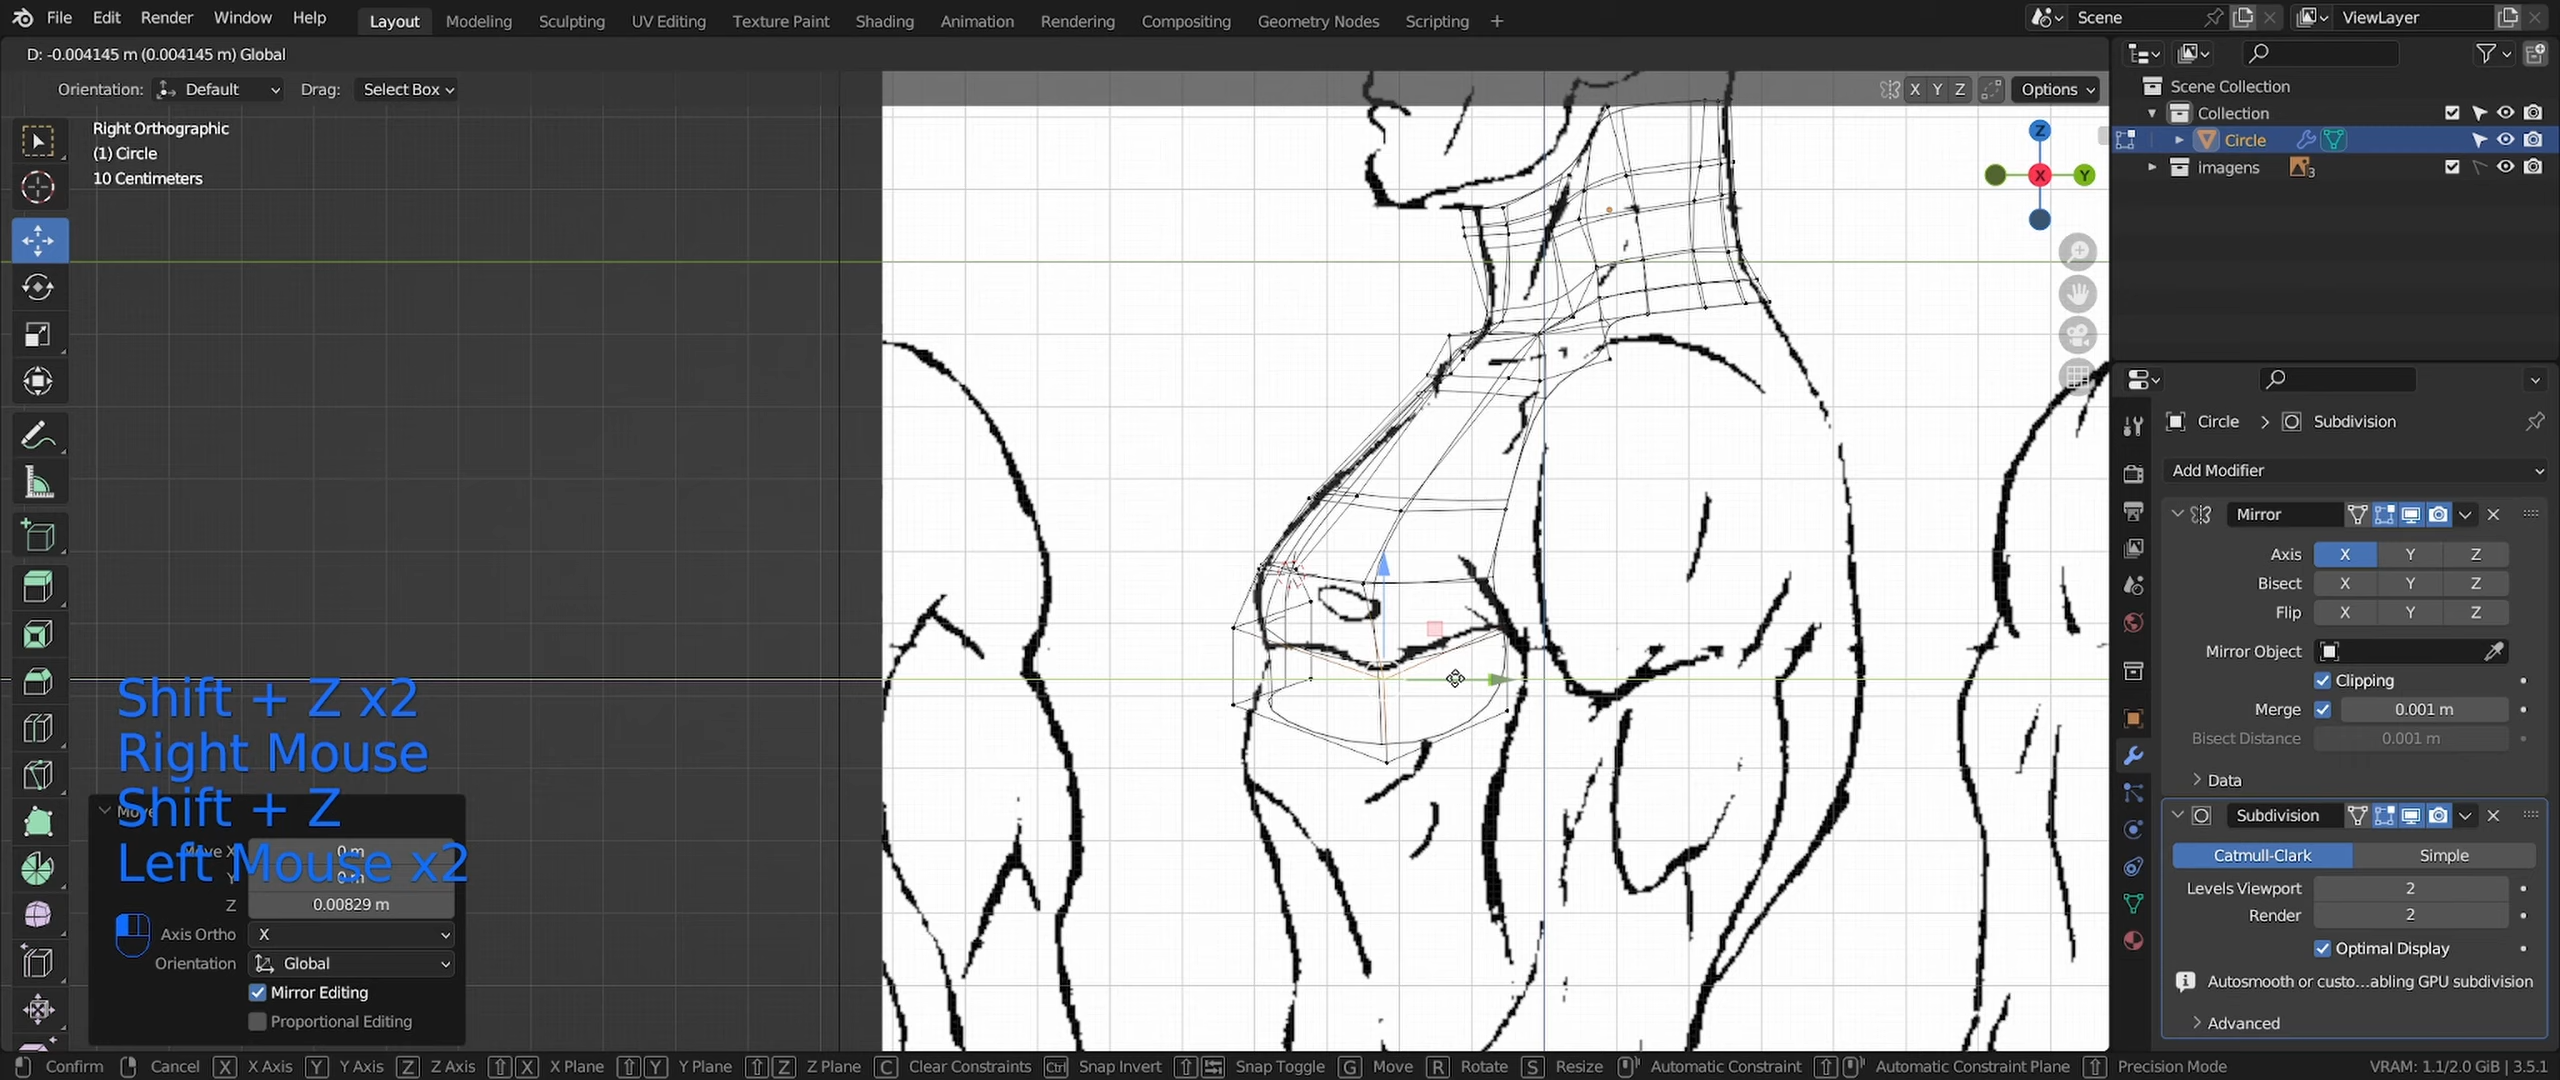 File Edit Render Window Help Layout Modeling Sculpting UV Editing Texture Paint Shading Animation Rendering Compositing Geometry Nodes Scripting + Scene ViewLayer
D: -0.004145 m (0.004145 m) Global
Orientation: Default Drag: Select Box X Y Z Options
Right Orthographic
(1) Circle
10 Centimeters
Z
X
Y
Scene Collection
Collection
Circle
imagens 3
Circle > Subdivision
Add Modifier
Mirror
Axis X Y Z
Bisect X Y Z
Flip X Y Z
Mirror Object
Clipping
Merge 0.001 m
Bisect Distance 0.001 m
Data
Subdivision
Catmull-Clark Simple
Levels Viewport 2
Render 2
Optimal Display
Autosmooth or custo...abling GPU subdivision
Advanced
Shift + Z x2
Right Mouse
Shift + Z
Left Mouse x2
Move
Move X 0 m
Y 0 m
Z 0.00829 m
Axis Ortho X
Orientation Global
Mirror Editing
Proportional Editing
Confirm Cancel X X Axis Y Y Axis Z Z Axis X X Plane Y Y Plane Z Z Plane C Clear Constraints Ctrl Snap Invert Snap Toggle G Move R Rotate S Resize Automatic Constraint Automatic Constraint Plane Precision Mode VRAM: 1.1/2.0 GiB | 3.5.1